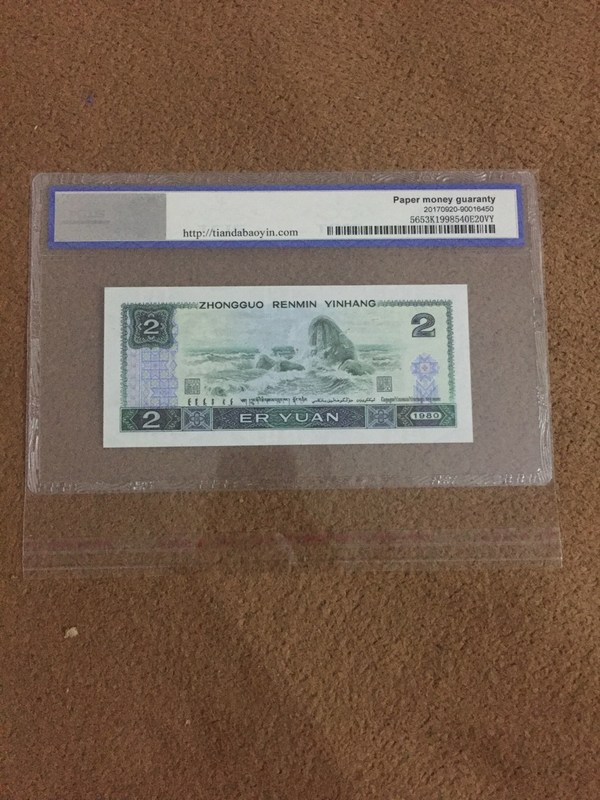 Paper money guaranty
20170920-90016450
5653K1998540E20VY
http://tiandabaoyin.com
ZHONGGUO RENMIN YINHANG
2
2
2
ER YUAN
1980